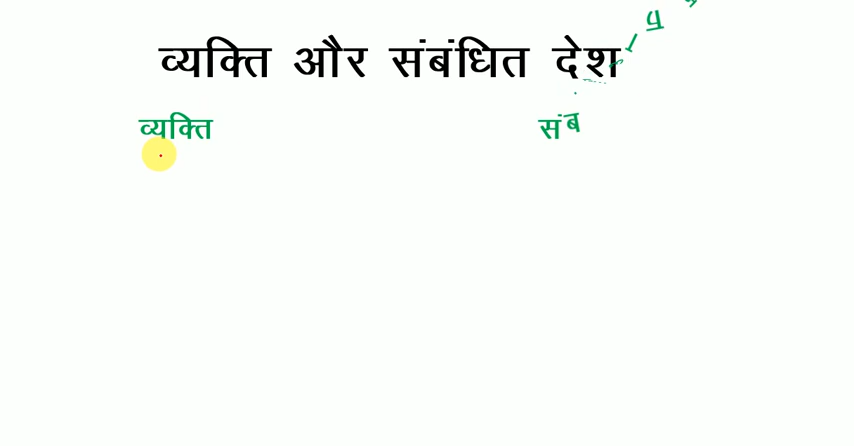 व्यक्ति और संबंधित देश
व्यक्ति संब